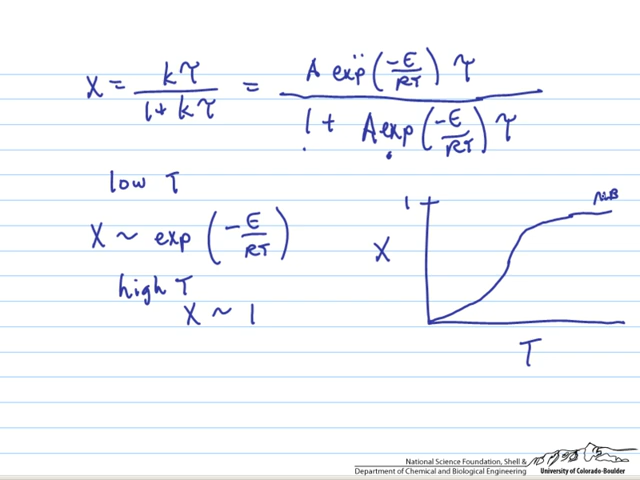 X = kτ / 1 + kτ = A exp(-E/RT) τ / 1 + A exp(-E/RT) τ
low T
X ~ exp(-E/RT)
high T
X ~ 1
1
M.B
X
T
National Science Foundation, Shell &
Department of Chemical and Biological Engineering
University of Colorado-Boulder